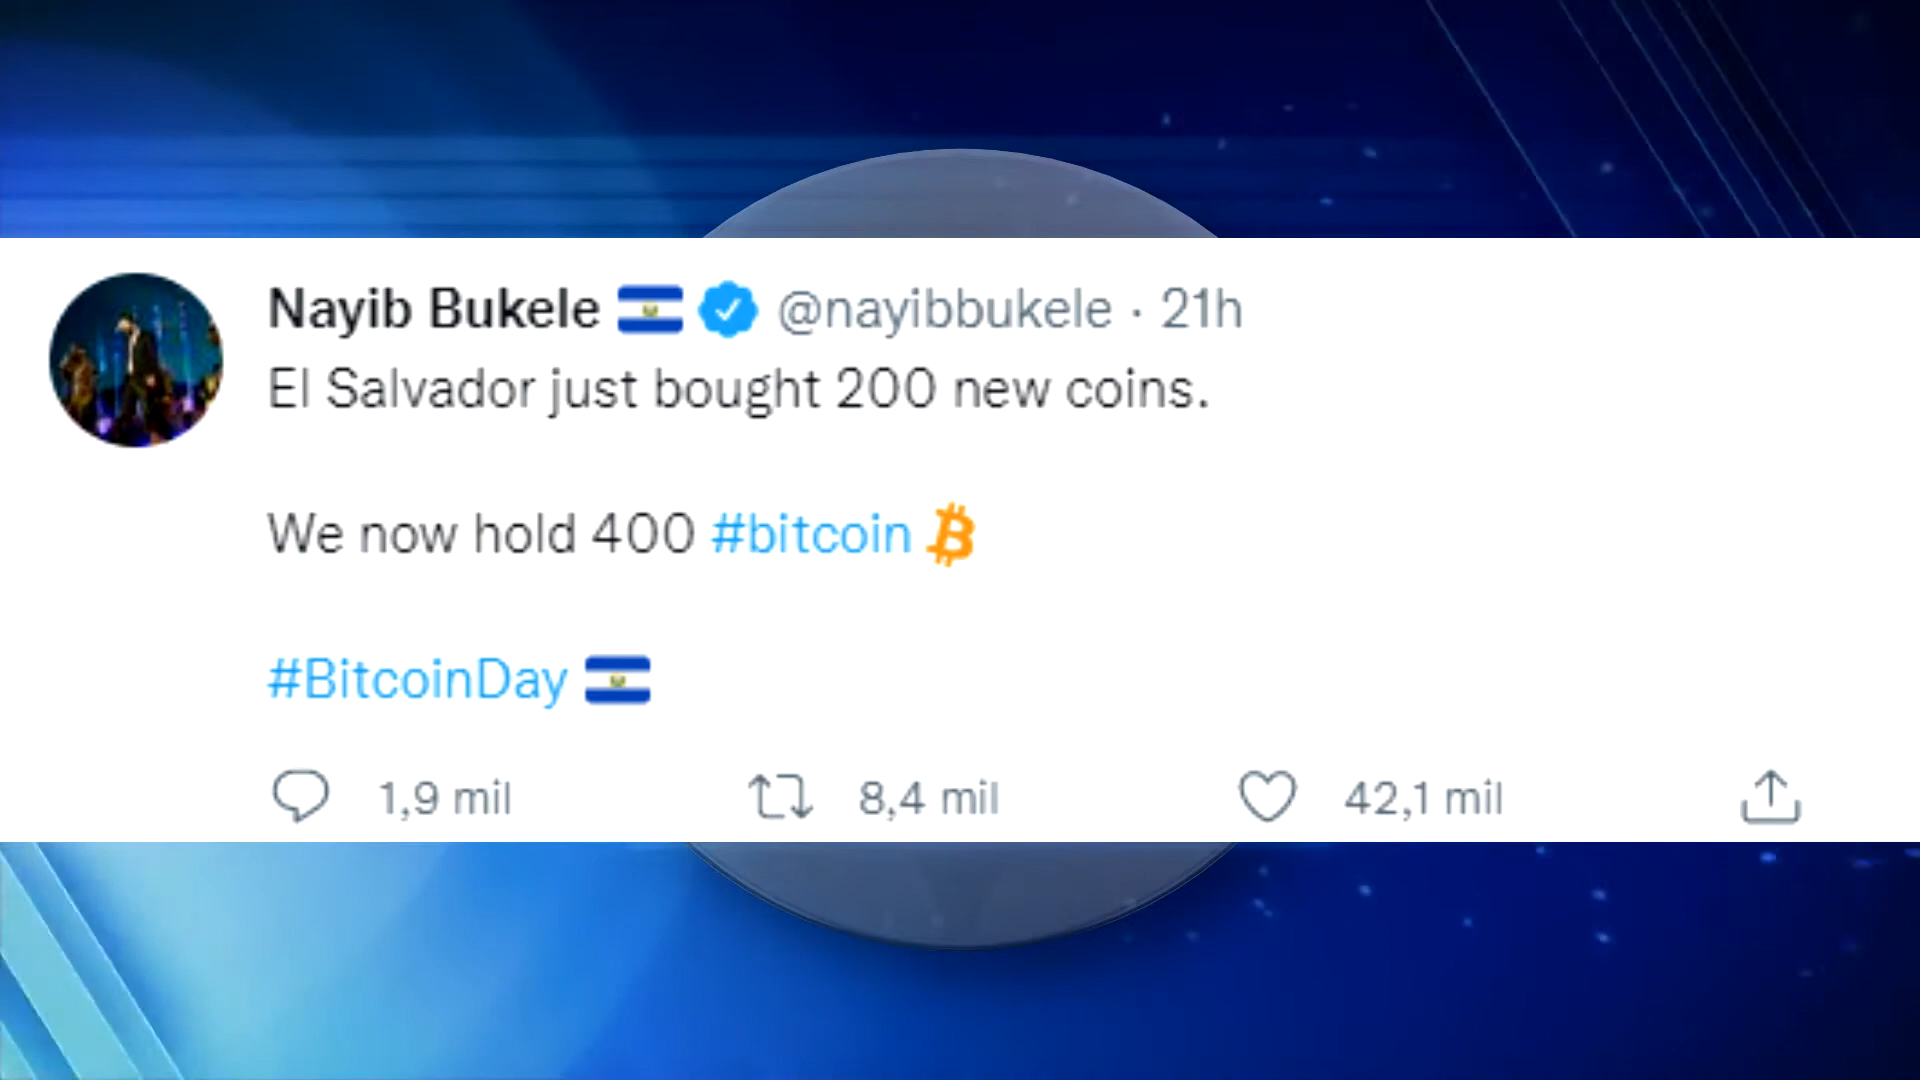 Nayib Bukele 🇸🇻 @nayibbukele · 21h
El Salvador just bought 200 new coins.
We now hold 400 #bitcoin
#BitcoinDay 🇸🇻
1,9 mil 8,4 mil 42,1 mil